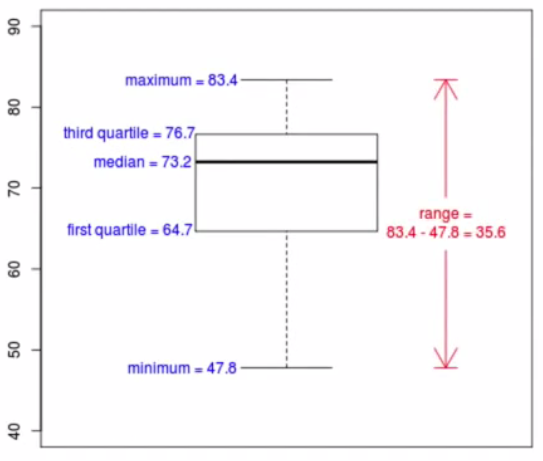 90
80
70
60
50
40
maximum = 83.4
third quartile = 76.7
median = 73.2
first quartile = 64.7
minimum = 47.8
range =
83.4 - 47.8 = 35.6